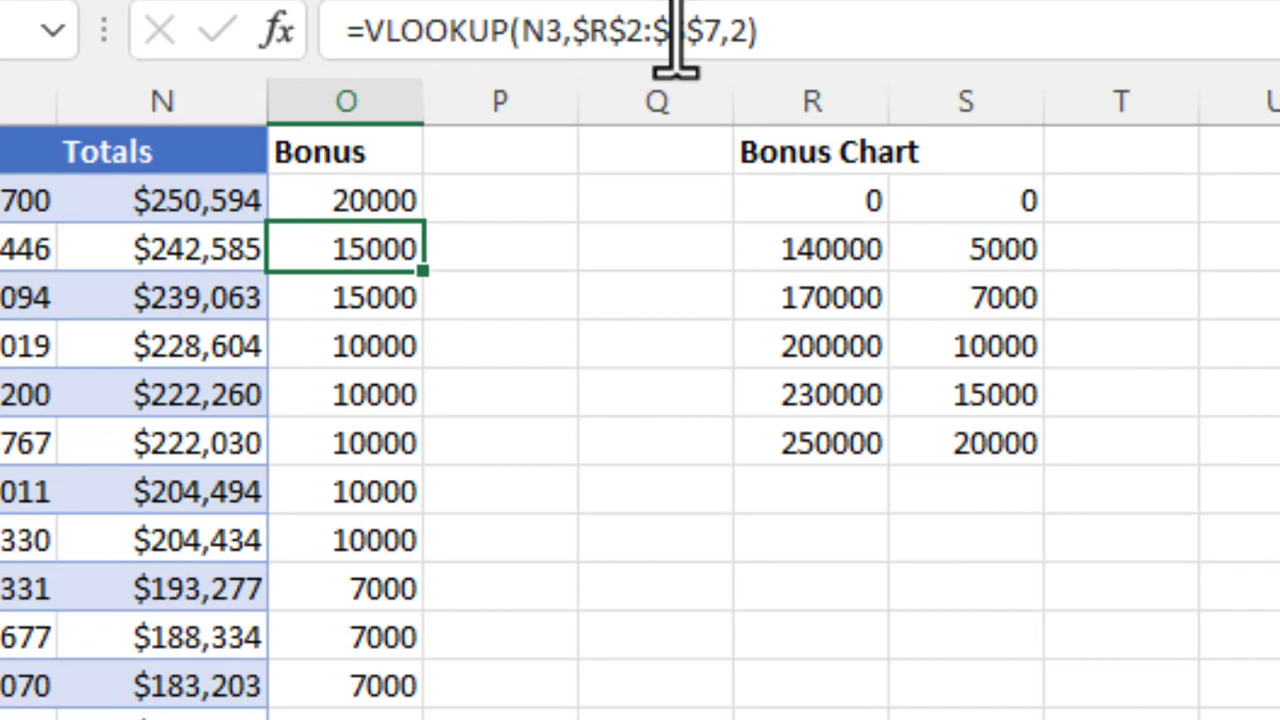 fx =VLOOKUP(N3,$R$2:$ $7,2)
N O P Q R S T U
Totals Bonus Bonus Chart
700 $250,594 20000 0 0
446 $242,585 15000 140000 5000
094 $239,063 15000 170000 7000
019 $228,604 10000 200000 10000
200 $222,260 10000 230000 15000
767 $222,030 10000 250000 20000
011 $204,494 10000
330 $204,434 10000
331 $193,277 7000
677 $188,334 7000
070 $183,203 7000